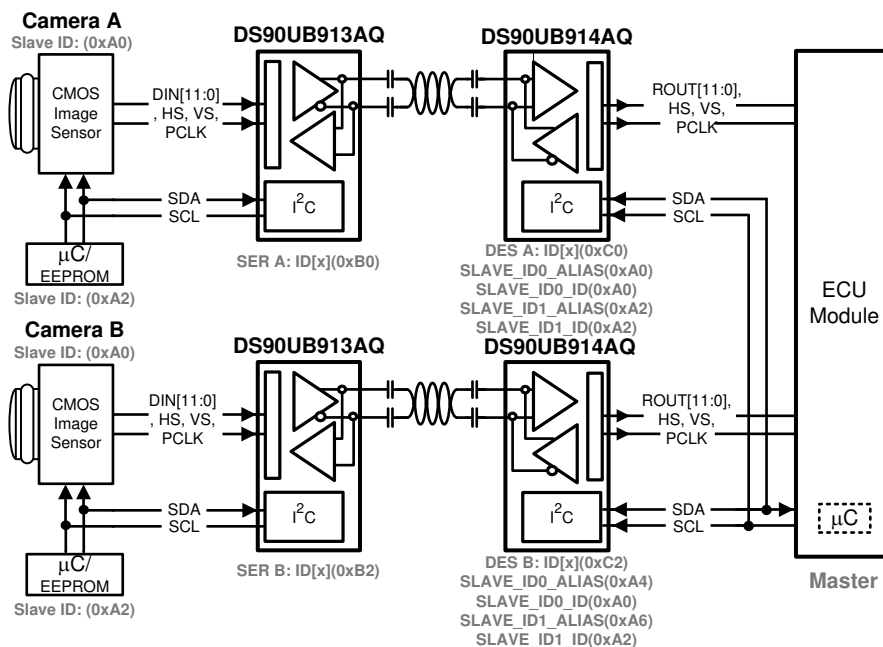 Camera A
Slave ID: (0xA0)
DS90UB913AQ
DS90UB914AQ
CMOS
Image
Sensor
DIN[11:0]
, HS, VS,
PCLK
ROUT[11:0],
HS, VS,
PCLK
SDA
SCL
I²C
I²C
SDA
SCL
µC/
EEPROM
Slave ID: (0xA2)
SER A: ID[x](0xB0)
DES A: ID[x](0xC0)
SLAVE_ID0_ALIAS(0xA0)
SLAVE_ID0_ID(0xA0)
SLAVE_ID1_ALIAS(0xA2)
SLAVE_ID1_ID(0xA2)
ECU
Module
Camera B
Slave ID: (0xA0)
DS90UB913AQ
DS90UB914AQ
CMOS
Image
Sensor
DIN[11:0]
, HS, VS,
PCLK
ROUT[11:0],
HS, VS,
PCLK
SDA
SCL
I²C
I²C
SDA
SCL
µC
µC/
EEPROM
Slave ID: (0xA2)
SER B: ID[x](0xB2)
DES B: ID[x](0xC2)
SLAVE_ID0_ALIAS(0xA4)
SLAVE_ID0_ID(0xA0)
SLAVE_ID1_ALIAS(0xA6)
SLAVE_ID1_ID(0xA2)
Master